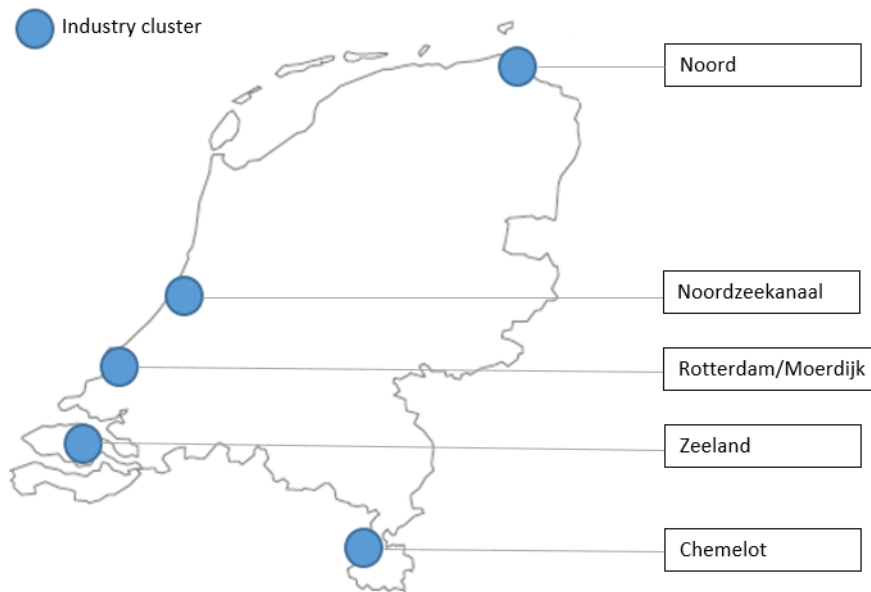 Industry cluster
Noord
Noordzeekanaal
Rotterdam/Moerdijk
Zeeland
Chemelot